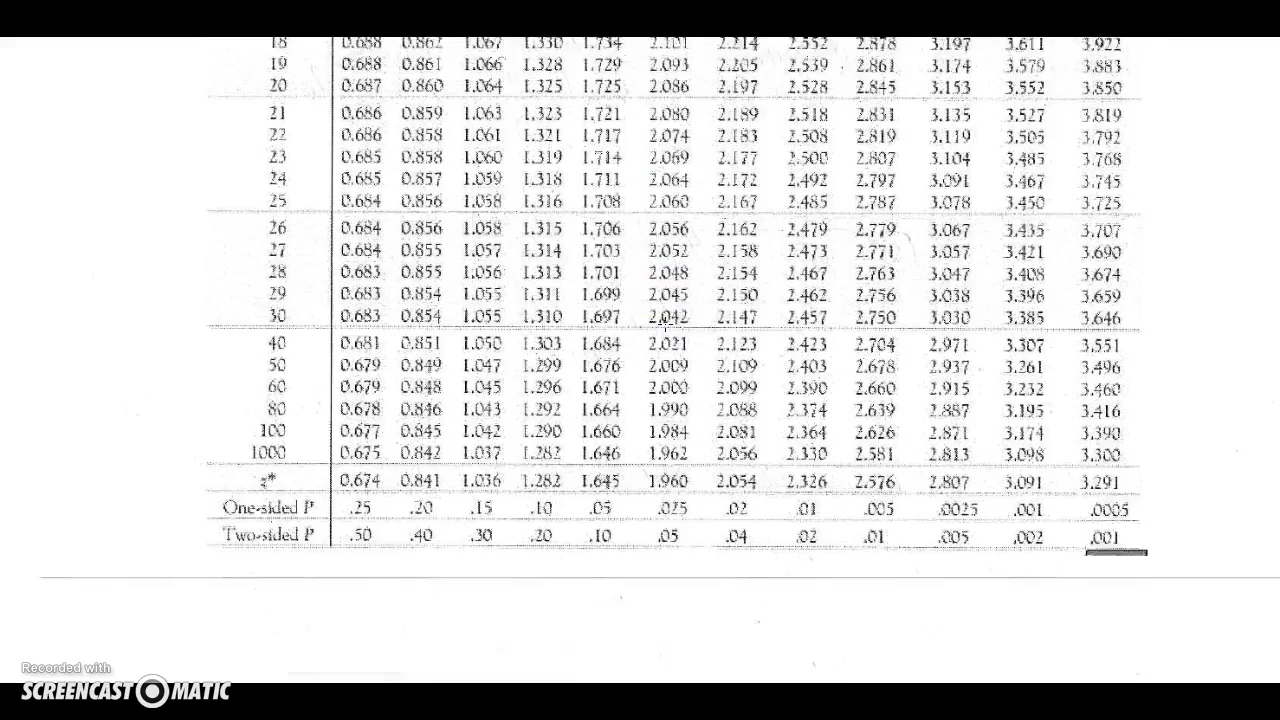 18 0.688 0.862 1.067 1.330 1.734 2.101 2.214 2.552 2.878 3.197 3.611 3.922
19 0.688 0.861 1.066 1.328 1.729 2.093 2.205 2.539 2.861 3.174 3.579 3.883
20 0.687 0.860 1.064 1.325 1.725 2.086 2.197 2.528 2.845 3.153 3.552 3.850
21 0.686 0.859 1.063 1.323 1.721 2.080 2.189 2.518 2.831 3.135 3.527 3.819
22 0.686 0.858 1.061 1.321 1.717 2.074 2.183 2.508 2.819 3.119 3.505 3.792
23 0.685 0.858 1.060 1.319 1.714 2.069 2.177 2.500 2.807 3.104 3.485 3.768
24 0.685 0.857 1.059 1.318 1.711 2.064 2.172 2.492 2.797 3.091 3.467 3.745
25 0.684 0.856 1.058 1.316 1.708 2.060 2.167 2.485 2.787 3.078 3.450 3.725
26 0.684 0.856 1.058 1.315 1.706 2.056 2.162 2.479 2.779 3.067 3.435 3.707
27 0.684 0.855 1.057 1.314 1.703 2.052 2.158 2.473 2.771 3.057 3.421 3.690
28 0.683 0.855 1.056 1.313 1.701 2.048 2.154 2.467 2.763 3.047 3.408 3.674
29 0.683 0.854 1.055 1.311 1.699 2.045 2.150 2.462 2.756 3.038 3.396 3.659
30 0.683 0.854 1.055 1.310 1.697 2.042 2.147 2.457 2.750 3.030 3.385 3.646
40 0.681 0.851 1.050 1.303 1.684 2.021 2.123 2.423 2.704 2.971 3.307 3.551
50 0.679 0.849 1.047 1.299 1.676 2.009 2.109 2.403 2.678 2.937 3.261 3.496
60 0.679 0.848 1.045 1.296 1.671 2.000 2.099 2.390 2.660 2.915 3.232 3.460
80 0.678 0.846 1.043 1.292 1.664 1.990 2.088 2.374 2.639 2.887 3.195 3.416
100 0.677 0.845 1.042 1.290 1.660 1.984 2.081 2.364 2.626 2.871 3.174 3.390
1000 0.675 0.842 1.037 1.282 1.646 1.962 2.056 2.330 2.581 2.813 3.098 3.300
z* 0.674 0.841 1.036 1.282 1.645 1.960 2.054 2.326 2.576 2.807 3.091 3.291
One-sided P .25 .20 .15 .10 .05 .025 .02 .01 .005 .0025 .001 .0005
Two-sided P .50 .40 .30 .20 .10 .05 .04 .02 .01 .005 .002 .001
Recorded with
SCREENCAST O MATIC